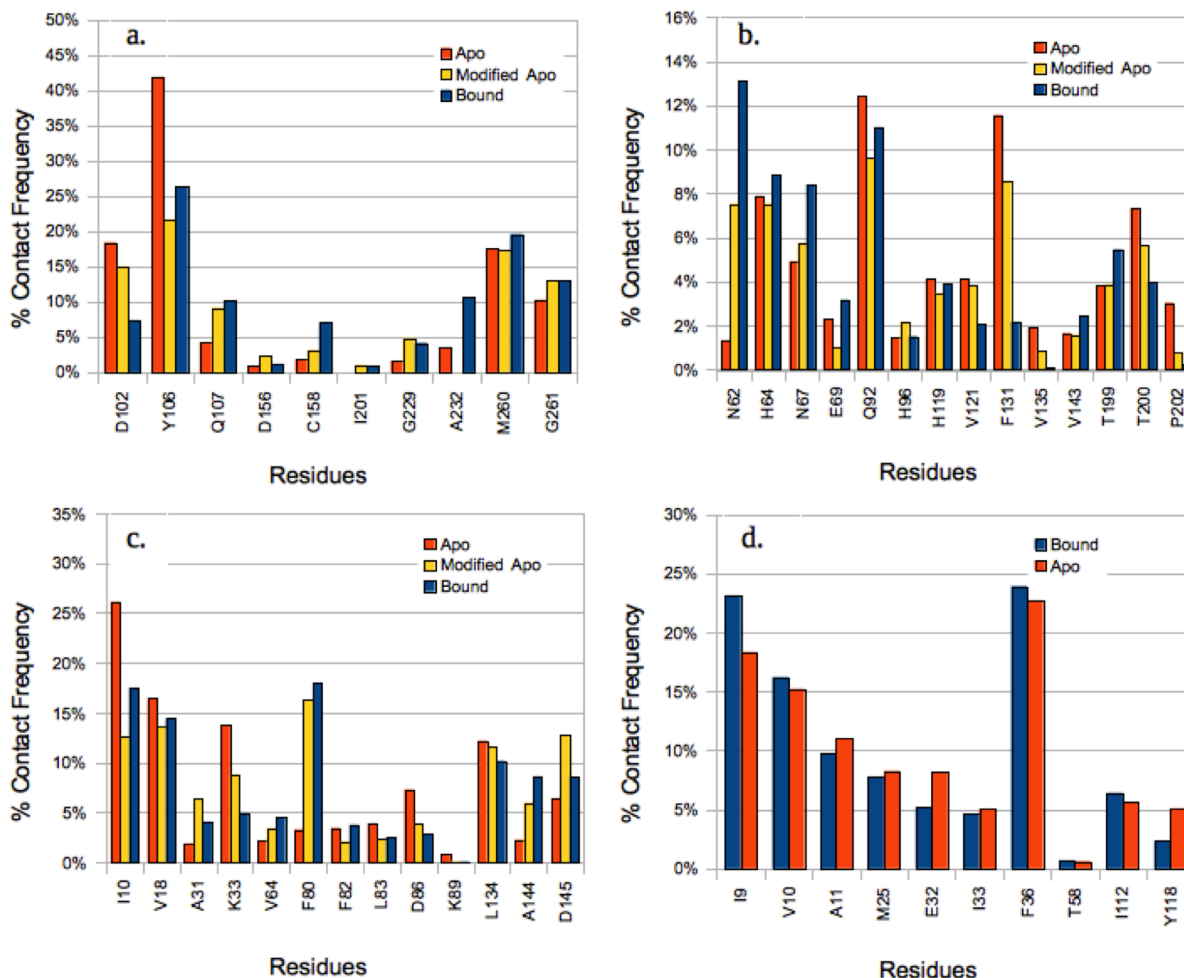 a.
Apo
Modified Apo
Bound
50%
45%
40%
35%
30%
25%
20%
15%
10%
5%
0%
% Contact Frequency
D102 Y106 Q107 D156 C158 I201 G229 A232 M260 G261
Residues
b.
Apo
Modified Apo
Bound
16%
14%
12%
10%
8%
6%
4%
2%
0%
% Contact Frequency
N62 H64 N67 E69 Q92 H96 H119 V121 F131 V135 V143 T199 T200 P202
Residues
c.
Apo
Modified Apo
Bound
35%
30%
25%
20%
15%
10%
5%
0%
% Contact Frequency
I10 V18 A31 K33 V64 F80 F82 L83 D86 K89 L134 A144 D145
Residues
d.
Bound
Apo
30%
25%
20%
15%
10%
5%
0%
% Contact Frequency
I9 V10 A11 M25 E32 I33 F36 T58 I112 Y118
Residues